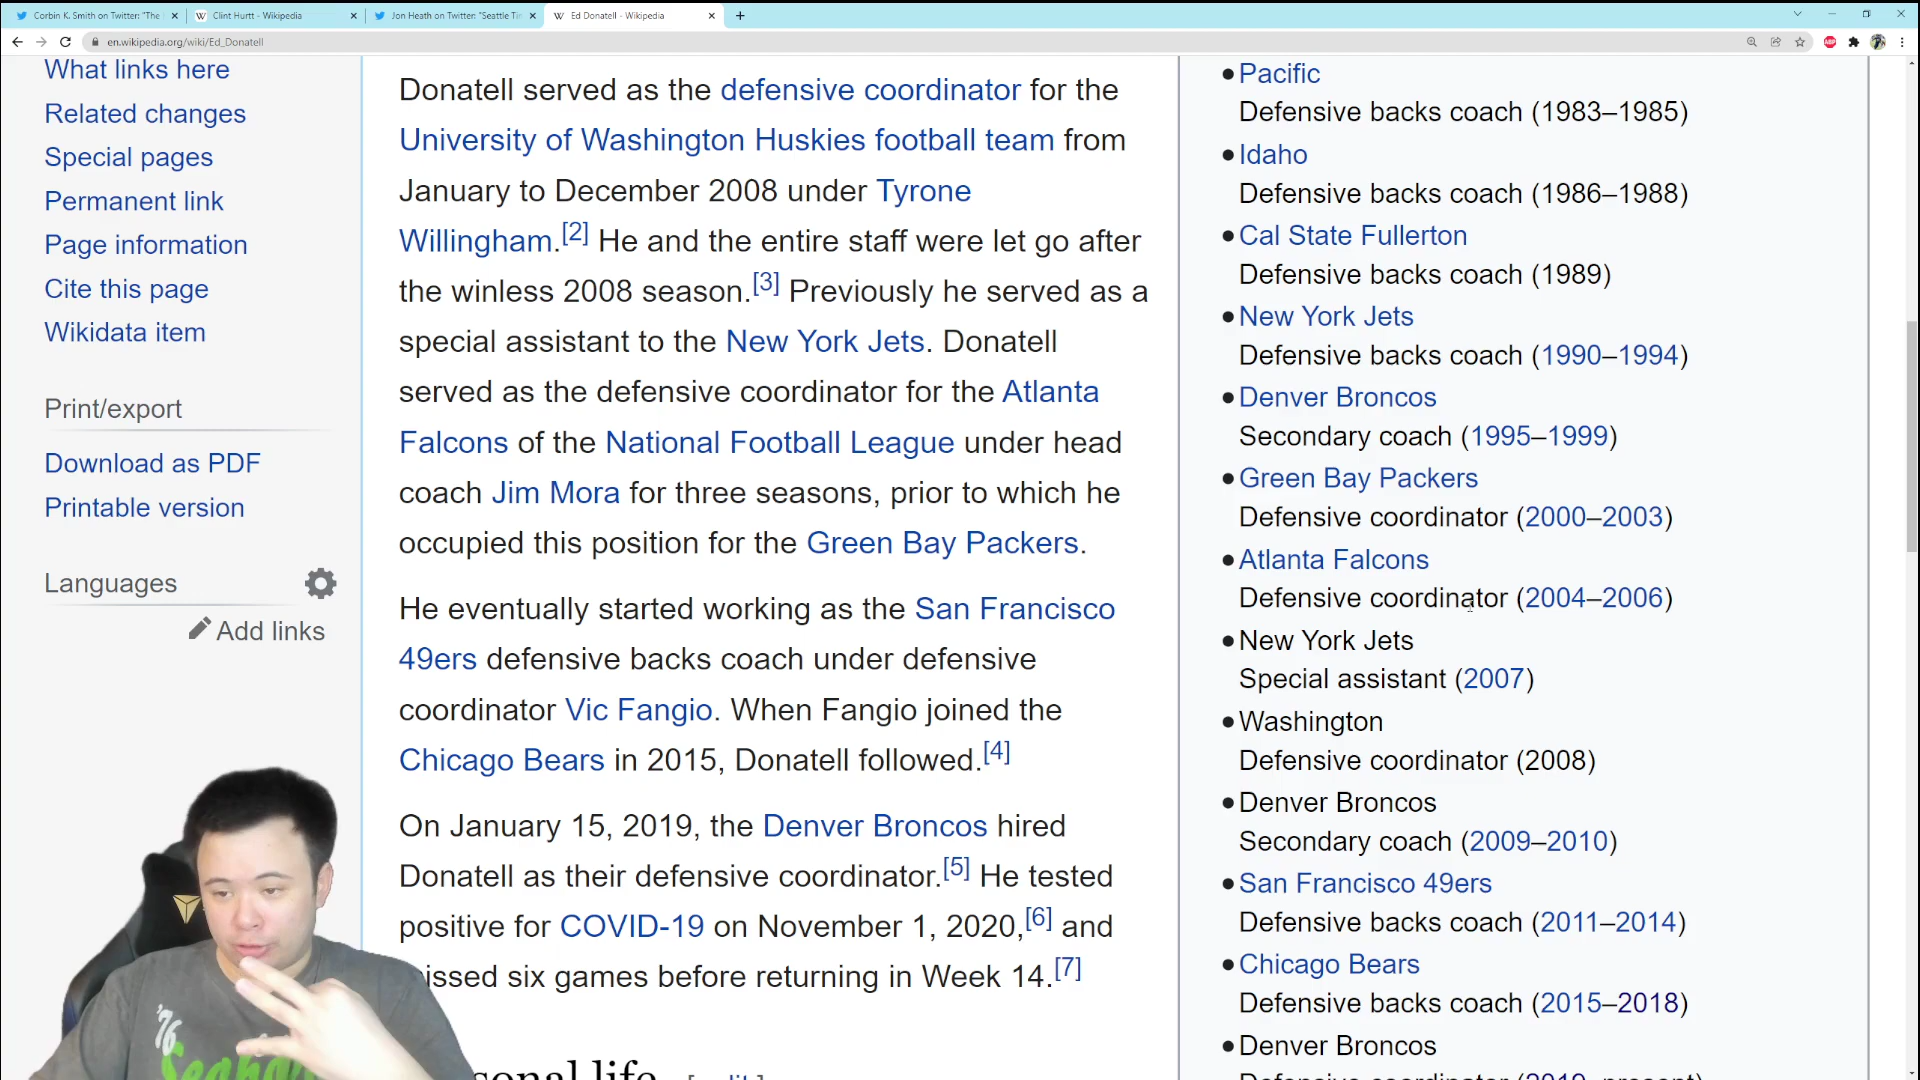 Corbin K. Smith on Twitter: "The
Clint Hurtt - Wikipedia
Jon Heath on Twitter: "Seattle Ti
Ed Donatell - Wikipedia
en.wikipedia.org/wiki/Ed_Donatell
What links here
Related changes
Special pages
Permanent link
Page information
Cite this page
Wikidata item
Print/export
Download as PDF
Printable version
Languages
Add links
Donatell served as the defensive coordinator for the
University of Washington Huskies football team from
January to December 2008 under Tyrone
Willingham.[2] He and the entire staff were let go after
the winless 2008 season.[3] Previously he served as a
special assistant to the New York Jets. Donatell
served as the defensive coordinator for the Atlanta
Falcons of the National Football League under head
coach Jim Mora for three seasons, prior to which he
occupied this position for the Green Bay Packers.
He eventually started working as the San Francisco
49ers defensive backs coach under defensive
coordinator Vic Fangio. When Fangio joined the
Chicago Bears in 2015, Donatell followed.[4]
On January 15, 2019, the Denver Broncos hired
Donatell as their defensive coordinator.[5] He tested
positive for COVID-19 on November 1, 2020,[6] and
issed six games before returning in Week 14.[7]
sonal life
• Pacific
Defensive backs coach (1983–1985)
• Idaho
Defensive backs coach (1986–1988)
• Cal State Fullerton
Defensive backs coach (1989)
• New York Jets
Defensive backs coach (1990–1994)
• Denver Broncos
Secondary coach (1995–1999)
• Green Bay Packers
Defensive coordinator (2000–2003)
• Atlanta Falcons
Defensive coordinator (2004–2006)
• New York Jets
Special assistant (2007)
• Washington
Defensive coordinator (2008)
• Denver Broncos
Secondary coach (2009–2010)
• San Francisco 49ers
Defensive backs coach (2011–2014)
• Chicago Bears
Defensive backs coach (2015–2018)
• Denver Broncos
Defensive coordinator (2019–present)
'76